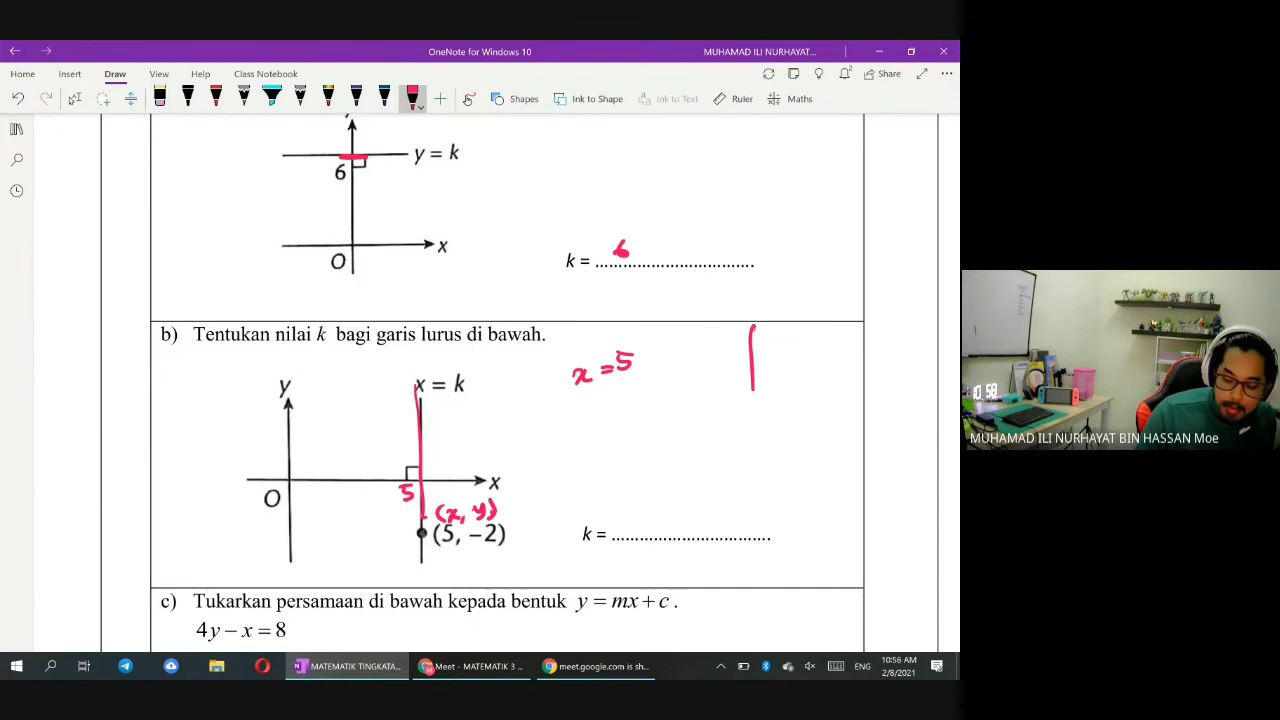 OneNote for Windows 10
MUHAMAD ILI NURHAYAT...
Home Insert Draw View Help Class Notebook
Share
Shapes Ink to Shape Ink to Text Ruler Maths
y = k
6
x
O
k = ................................
6
b) Tentukan nilai k bagi garis lurus di bawah.
x = 5
y
x = k
x
O
5
(x, y)
(5, −2)
k = ................................
c) Tukarkan persamaan di bawah kepada bentuk y = mx + c .
4y − x = 8
MUHAMAD ILI NURHAYAT BIN HASSAN Moe
MATEMATIK TINGKATA...
Meet - MATEMATIK 3 ...
meet.google.com is sh...
ENG
10:56 AM
2/8/2021
2